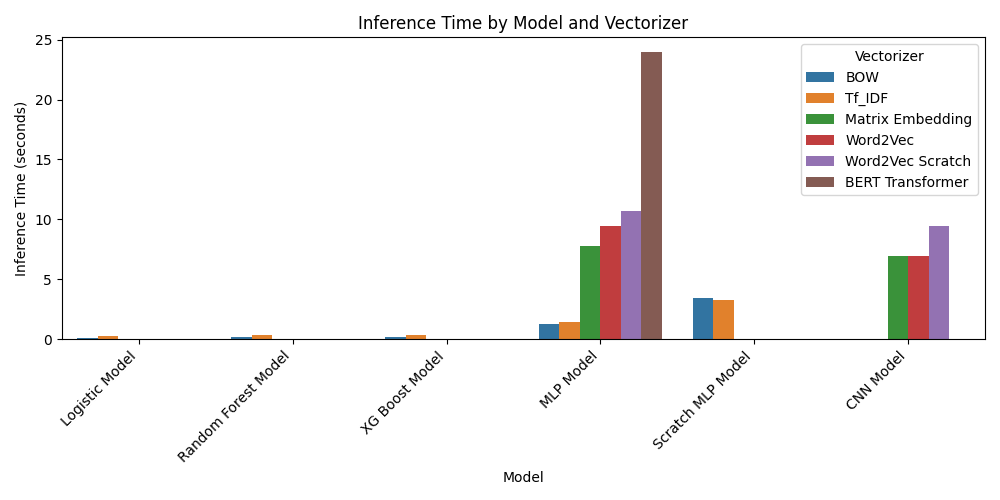 Inference Time by Model and Vectorizer
Inference Time (seconds)
25
20
15
10
5
0
Vectorizer
BOW
Tf_IDF
Matrix Embedding
Word2Vec
Word2Vec Scratch
BERT Transformer
Logistic Model
Random Forest Model
XG Boost Model
MLP Model
Scratch MLP Model
CNN Model
Model